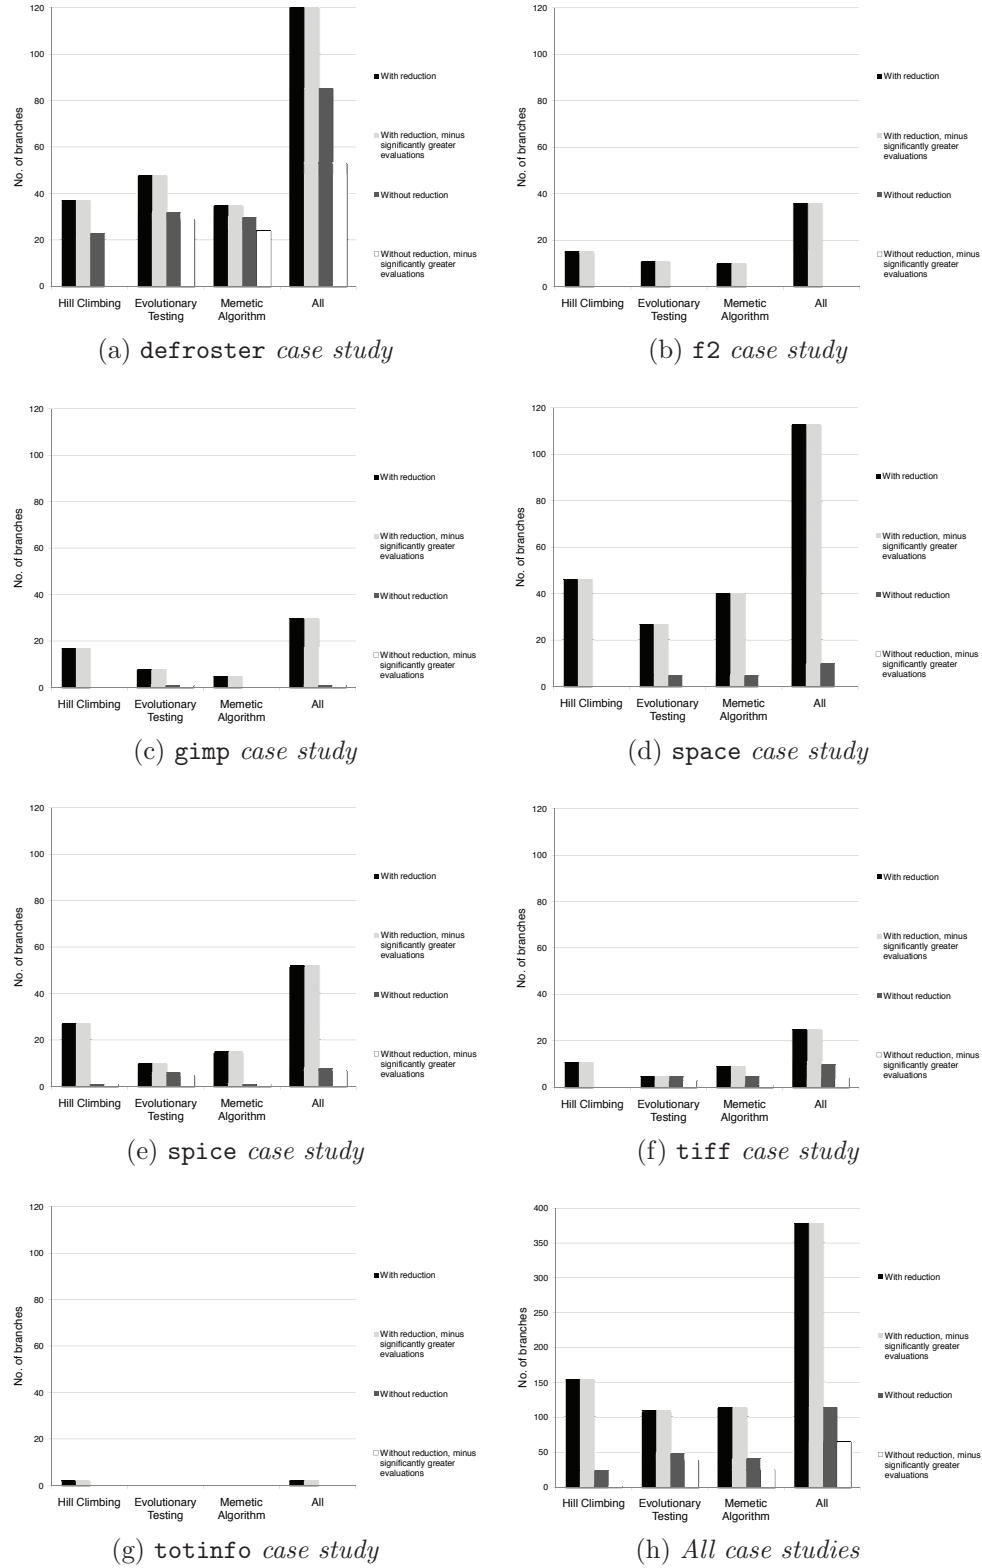 120
100
80
60
40
20
0
No. of branches
With reduction
With reduction, minus
significantly greater
evaluations
Without reduction
Without reduction, minus
significantly greater
evaluations
Hill Climbing
Evolutionary
Testing
Memetic
Algorithm
All
(a) defroster case study
120
100
80
60
40
20
0
No. of branches
With reduction
With reduction, minus
significantly greater
evaluations
Without reduction
Without reduction, minus
significantly greater
evaluations
Hill Climbing
Evolutionary
Testing
Memetic
Algorithm
All
(b) f2 case study
120
100
80
60
40
20
0
No. of branches
With reduction
With reduction, minus
significantly greater
evaluations
Without reduction
Without reduction, minus
significantly greater
evaluations
Hill Climbing
Evolutionary
Testing
Memetic
Algorithm
All
(c) gimp case study
120
100
80
60
40
20
0
No. of branches
With reduction
With reduction, minus
significantly greater
evaluations
Without reduction
Without reduction, minus
significantly greater
evaluations
Hill Climbing
Evolutionary
Testing
Memetic
Algorithm
All
(d) space case study
120
100
80
60
40
20
0
No. of branches
With reduction
With reduction, minus
significantly greater
evaluations
Without reduction
Without reduction, minus
significantly greater
evaluations
Hill Climbing
Evolutionary
Testing
Memetic
Algorithm
All
(e) spice case study
120
100
80
60
40
20
0
No. of branches
With reduction
With reduction, minus
significantly greater
evaluations
Without reduction
Without reduction, minus
significantly greater
evaluations
Hill Climbing
Evolutionary
Testing
Memetic
Algorithm
All
(f) tiff case study
120
100
80
60
40
20
0
No. of branches
With reduction
With reduction, minus
significantly greater
evaluations
Without reduction
Without reduction, minus
significantly greater
evaluations
Hill Climbing
Evolutionary
Testing
Memetic
Algorithm
All
(g) totinfo case study
400
350
300
250
200
150
100
50
0
No. of branches
With reduction
With reduction, minus
significantly greater
evaluations
Without reduction
Without reduction, minus
significantly greater
evaluations
Hill Climbing
Evolutionary
Testing
Memetic
Algorithm
All
(h) All case studies